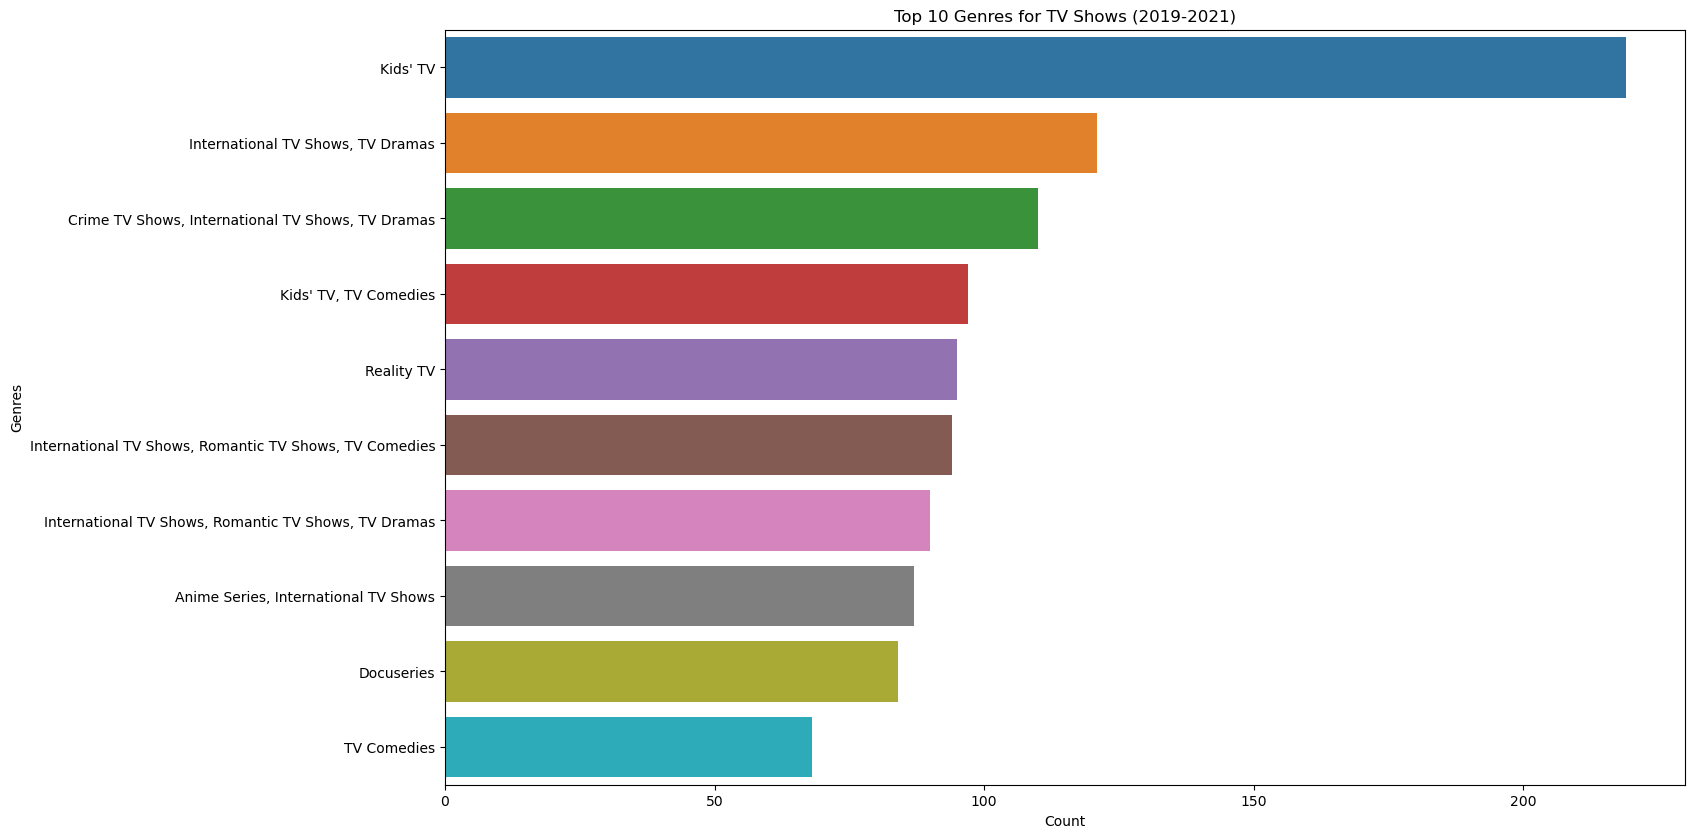 Top 10 Genres for TV Shows (2019-2021)
Genres
Kids' TV
International TV Shows, TV Dramas
Crime TV Shows, International TV Shows, TV Dramas
Kids' TV, TV Comedies
Reality TV
International TV Shows, Romantic TV Shows, TV Comedies
International TV Shows, Romantic TV Shows, TV Dramas
Anime Series, International TV Shows
Docuseries
TV Comedies
0 50 100 150 200
Count